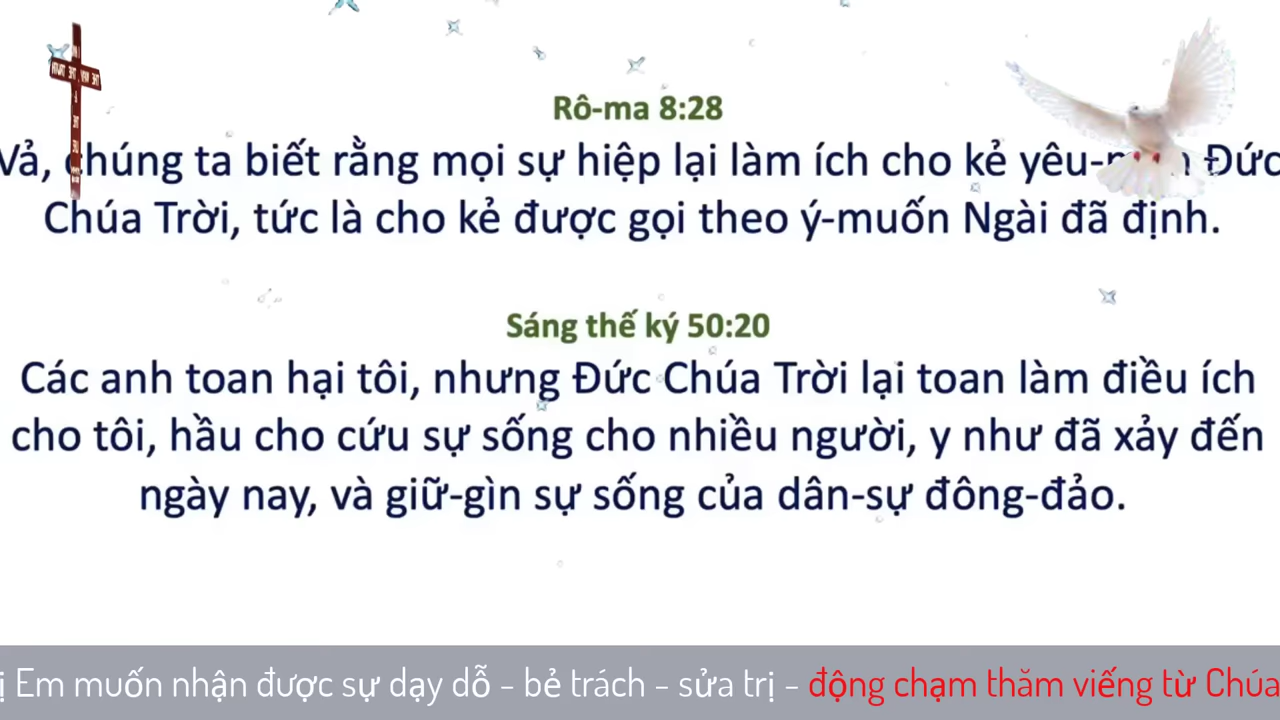 Rô-ma 8:28
Vả, chúng ta biết rằng mọi sự hiệp lại làm ích cho kẻ yêu-mến Đức
Chúa Trời, tức là cho kẻ được gọi theo ý-muốn Ngài đã định.
Sáng thế ký 50:20
Các anh toan hại tôi, nhưng Đức Chúa Trời lại toan làm điều ích
cho tôi, hầu cho cứu sự sống cho nhiều người, y như đã xảy đến
ngày nay, và giữ-gìn sự sống của dân-sự đông-đảo.
ị Em muốn nhận được sự dạy dỗ - bẻ trách - sửa trị - động chạm thăm viếng từ Chúa